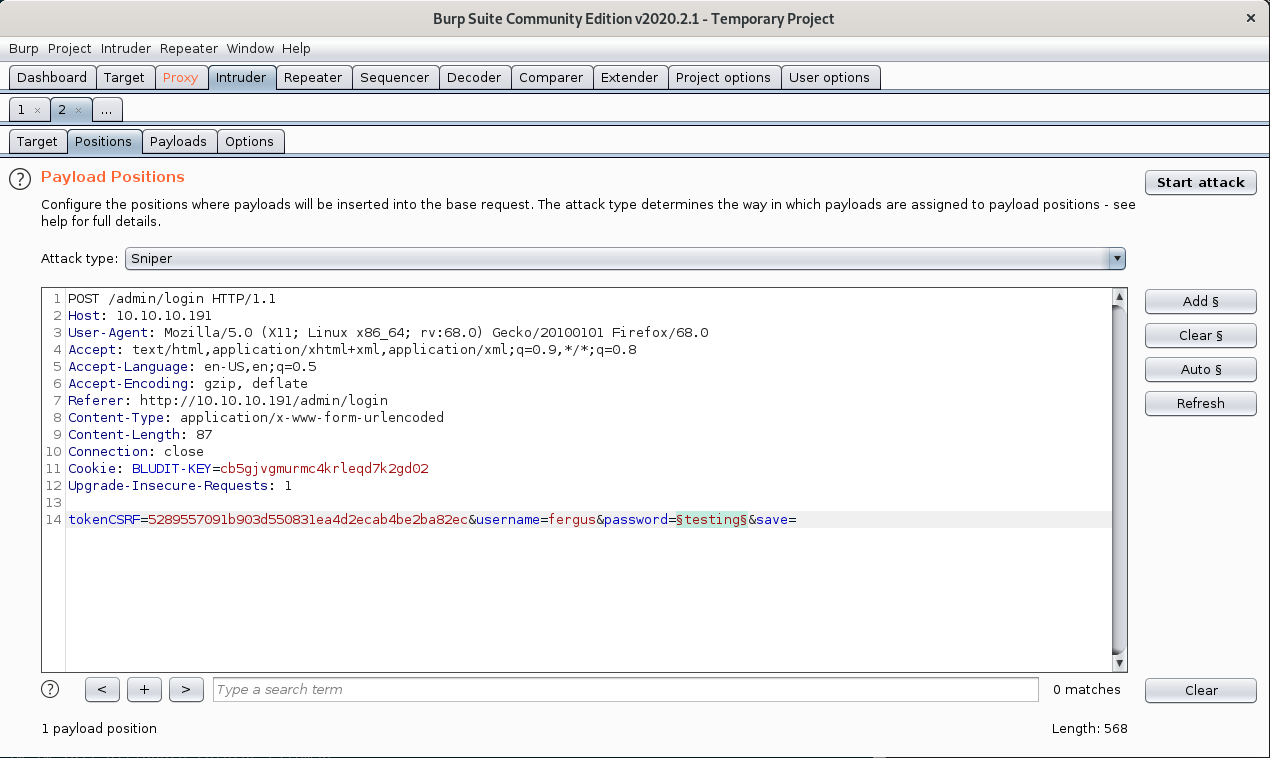 Burp Suite Community Edition v2020.2.1 - Temporary Project ×
Burp Project Intruder Repeater Window Help
Dashboard Target Proxy Intruder Repeater Sequencer Decoder Comparer Extender Project options User options
1 × 2 × ...
Target Positions Payloads Options
? Payload Positions Start attack
Configure the positions where payloads will be inserted into the base request. The attack type determines the way in which payloads are assigned to payload positions - see
help for full details.
Attack type: Sniper
1 POST /admin/login HTTP/1.1
2 Host: 10.10.10.191
3 User-Agent: Mozilla/5.0 (X11; Linux x86_64; rv:68.0) Gecko/20100101 Firefox/68.0
4 Accept: text/html,application/xhtml+xml,application/xml;q=0.9,*/*;q=0.8
5 Accept-Language: en-US,en;q=0.5
6 Accept-Encoding: gzip, deflate
7 Referer: http://10.10.10.191/admin/login
8 Content-Type: application/x-www-form-urlencoded
9 Content-Length: 87
10 Connection: close
11 Cookie: BLUDIT-KEY=cb5gjvgmurmc4krleqd7k2gd02
12 Upgrade-Insecure-Requests: 1
13
14 tokenCSRF=5289557091b903d550831ea4d2ecab4be2ba82ec&username=fergus&password=§testing§&save=
Add §
Clear §
Auto §
Refresh
? < + > Type a search term 0 matches Clear
1 payload position Length: 568